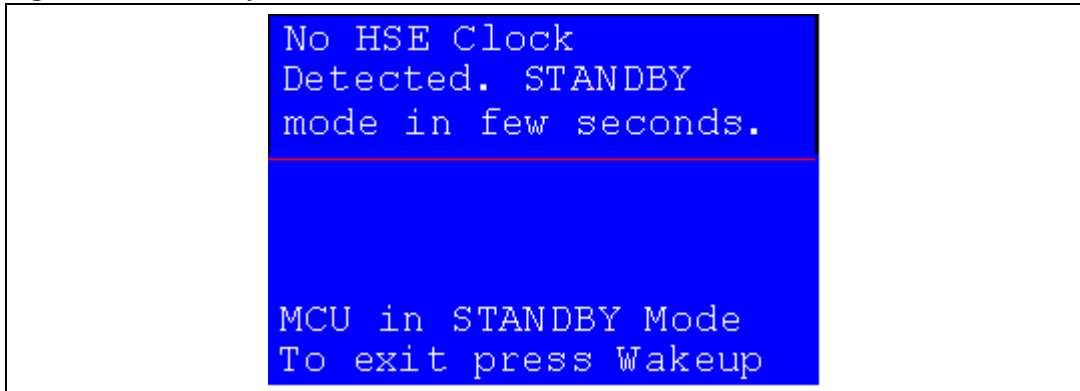 No HSE Clock
Detected. STANDBY
mode in few seconds.
MCU in STANDBY Mode
To exit press Wakeup